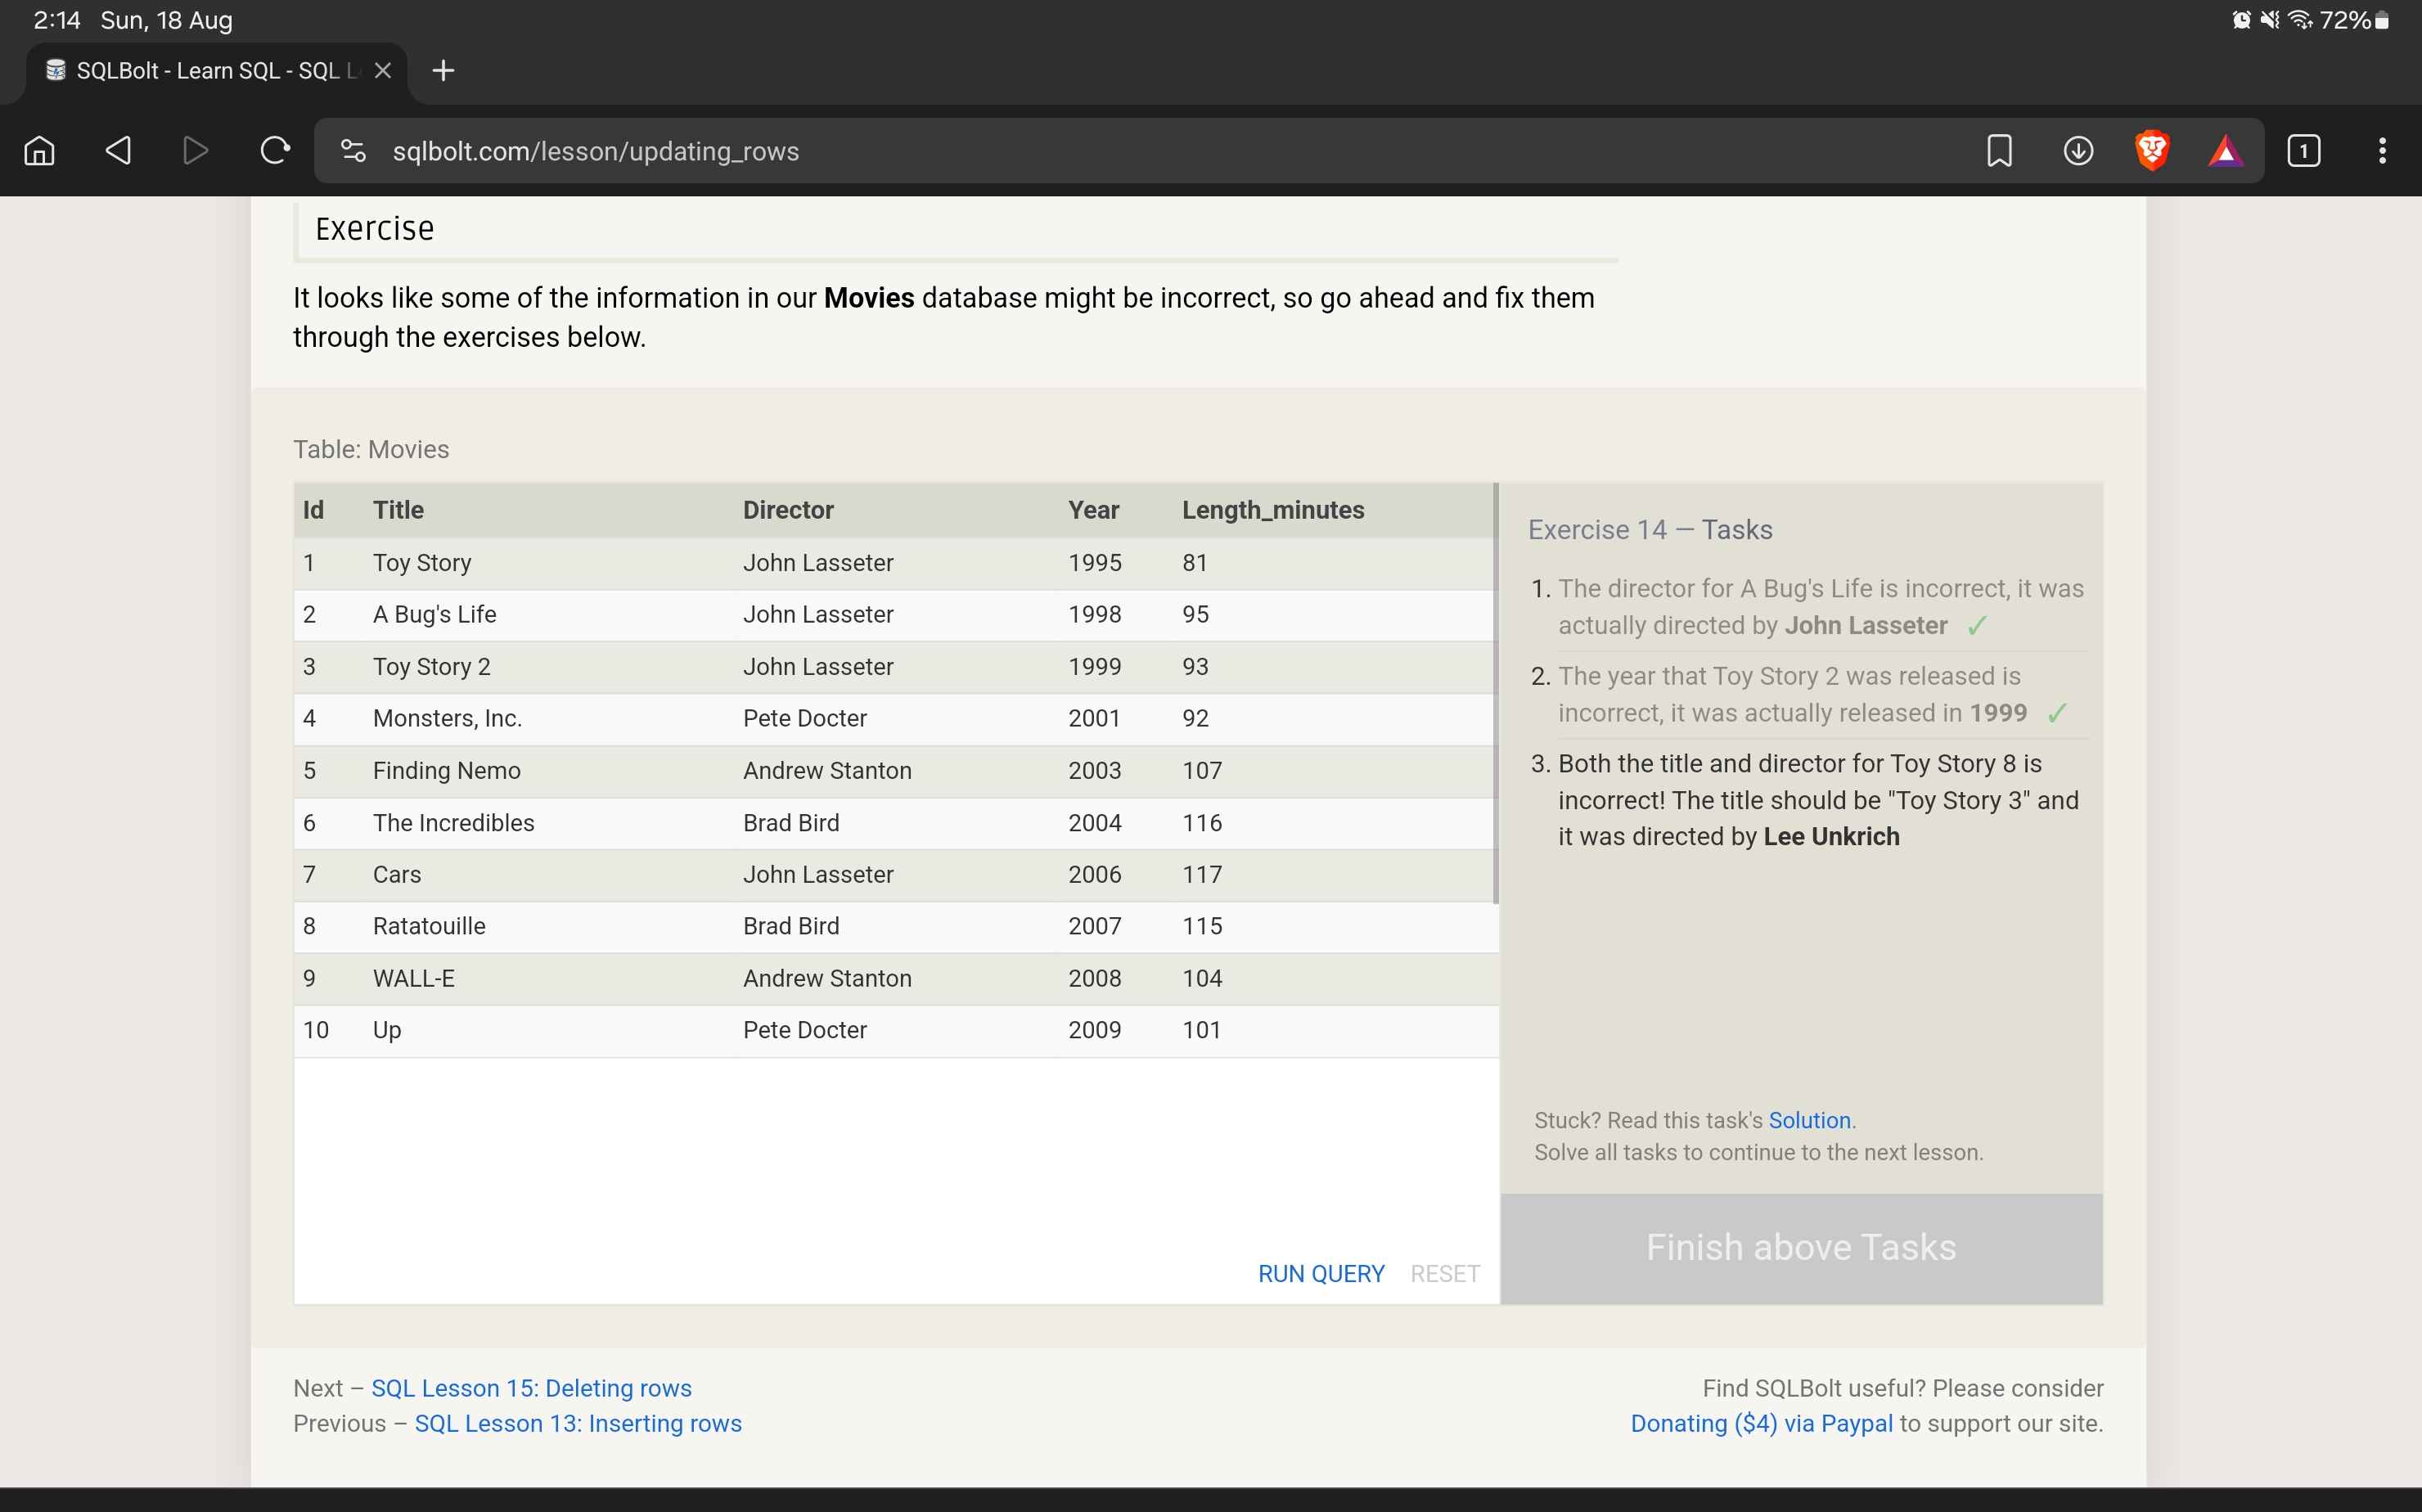 2:14 Sun, 18 Aug
72%
SQLBolt - Learn SQL - SQL
sqlbolt.com/lesson/updating_rows
1
Exercise
It looks like some of the information in our Movies database might be incorrect, so go ahead and fix them
through the exercises below.
Table: Movies
Id Title Director Year Length_minutes
1 Toy Story John Lasseter 1995 81
2 A Bug's Life John Lasseter 1998 95
3 Toy Story 2 John Lasseter 1999 93
4 Monsters, Inc. Pete Docter 2001 92
5 Finding Nemo Andrew Stanton 2003 107
6 The Incredibles Brad Bird 2004 116
7 Cars John Lasseter 2006 117
8 Ratatouille Brad Bird 2007 115
9 WALL-E Andrew Stanton 2008 104
10 Up Pete Docter 2009 101
RUN QUERY RESET
Exercise 14 — Tasks
1. The director for A Bug's Life is incorrect, it was
actually directed by John Lasseter ✓
2. The year that Toy Story 2 was released is
incorrect, it was actually released in 1999 ✓
3. Both the title and director for Toy Story 8 is
incorrect! The title should be "Toy Story 3" and
it was directed by Lee Unkrich
Stuck? Read this task's Solution.
Solve all tasks to continue to the next lesson.
Finish above Tasks
Next – SQL Lesson 15: Deleting rows
Previous – SQL Lesson 13: Inserting rows
Find SQLBolt useful? Please consider
Donating ($4) via Paypal to support our site.